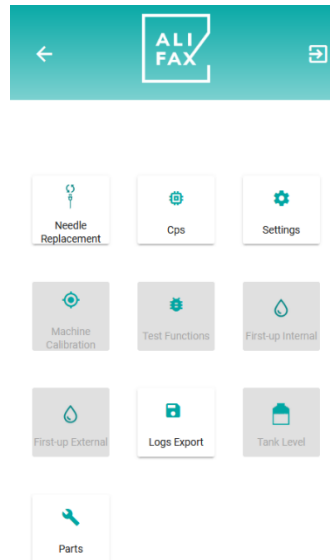 ALI
FAX
Needle
Replacement
Cps
Settings
Machine
Calibration
Test Functions
First-up Internal
First-up External
Logs Export
Tank Level
Parts